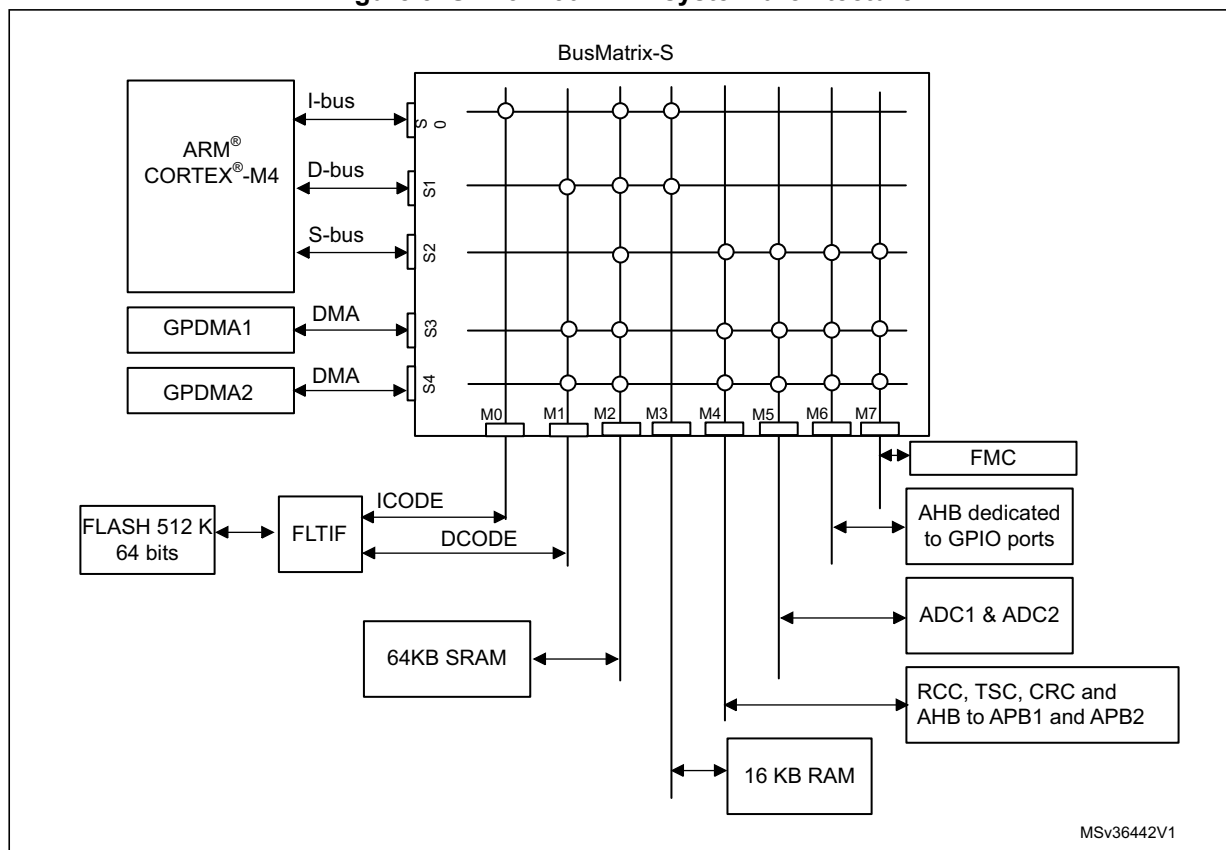 BusMatrix-S
ARM®
CORTEX®-M4
I-bus
D-bus
S-bus
GPDMA1
DMA
GPDMA2
DMA
S0
S1
S2
S3
S4
M0 M1 M2 M3 M4 M5 M6 M7
FMC
FLASH 512 K
64 bits
FLTIF
ICODE
DCODE
AHB dedicated
to GPIO ports
ADC1 & ADC2
64KB SRAM
RCC, TSC, CRC and
AHB to APB1 and APB2
16 KB RAM
MSv36442V1